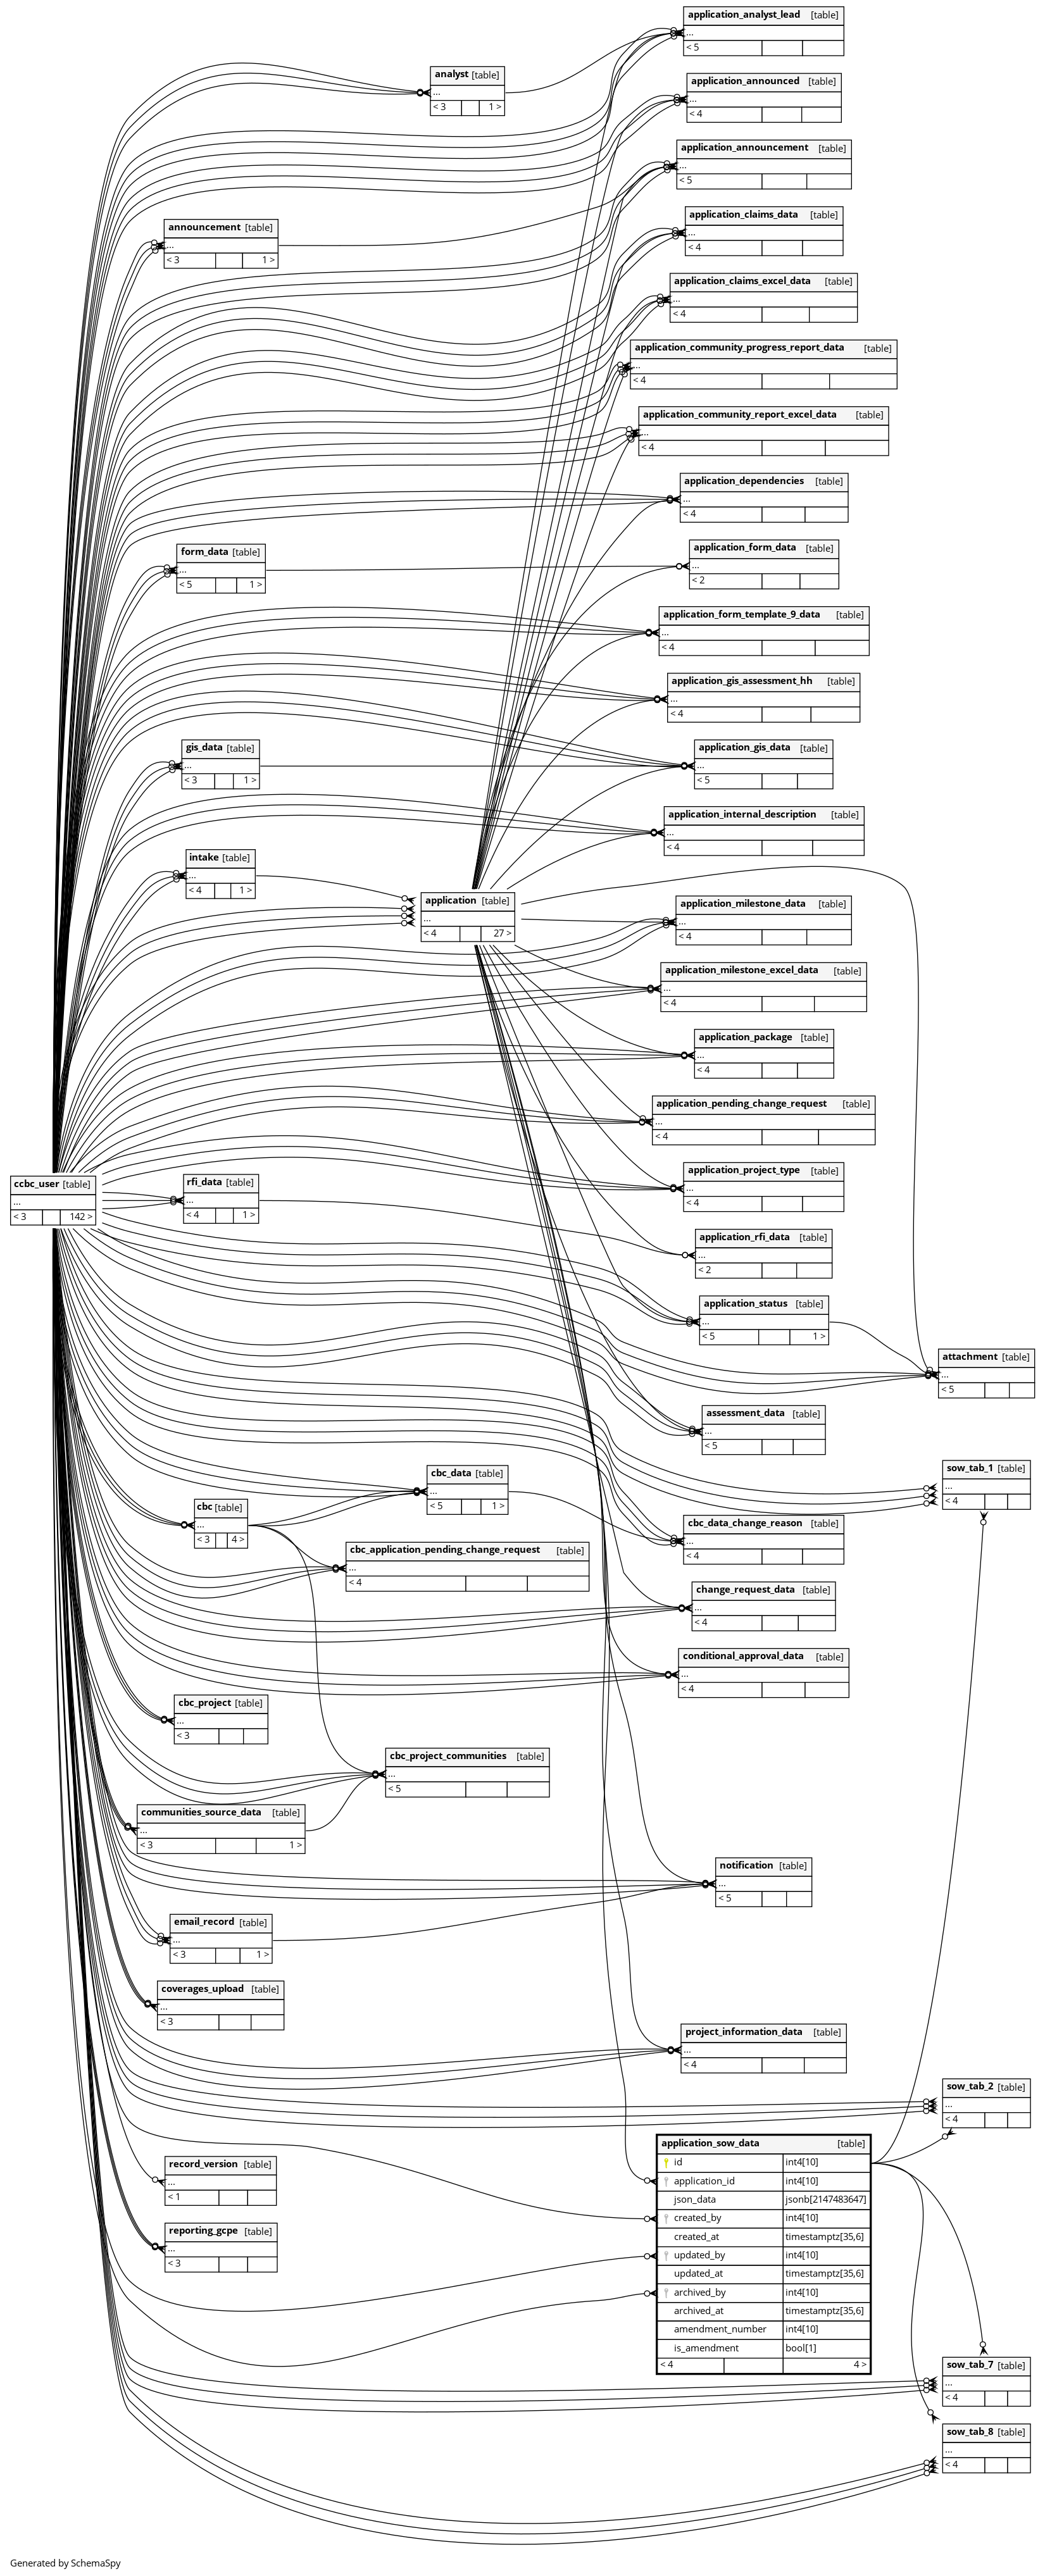 application_analyst_lead [table]
...
< 5
analyst [table]
...
< 3 1 >
application_announced [table]
...
< 4
application_announcement [table]
...
< 5
application_claims_data [table]
...
< 4
announcement [table]
...
< 3 1 >
application_claims_excel_data [table]
...
< 4
application_community_progress_report_data [table]
...
< 4
application_community_report_excel_data [table]
...
< 4
application_dependencies [table]
...
< 4
form_data [table]
...
< 5 1 >
application_form_data [table]
...
< 2
application_form_template_9_data [table]
...
< 4
application_gis_assessment_hh [table]
...
< 4
gis_data [table]
...
< 3 1 >
application_gis_data [table]
...
< 5
application_internal_description [table]
...
< 4
intake [table]
...
< 4 1 >
application [table]
...
< 4 27 >
application_milestone_data [table]
...
< 4
application_milestone_excel_data [table]
...
< 4
application_package [table]
...
< 4
application_pending_change_request [table]
...
< 4
ccbc_user [table]
...
< 3 142 >
rfi_data [table]
...
< 4 1 >
application_project_type [table]
...
< 4
application_rfi_data [table]
...
< 2
application_status [table]
...
< 5 1 >
attachment [table]
...
< 5
assessment_data [table]
...
< 5
cbc_data [table]
...
< 5 1 >
sow_tab_1 [table]
...
< 4
cbc [table]
...
< 3 4 >
cbc_data_change_reason [table]
...
< 4
cbc_application_pending_change_request [table]
...
< 4
change_request_data [table]
...
< 4
conditional_approval_data [table]
...
< 4
cbc_project [table]
...
< 3
cbc_project_communities [table]
...
< 5
communities_source_data [table]
...
< 3 1 >
notification [table]
...
< 5
email_record [table]
...
< 3 1 >
coverages_upload [table]
...
< 3
project_information_data [table]
...
< 4
sow_tab_2 [table]
...
< 4
application_sow_data [table]
id int4[10]
application_id int4[10]
json_data jsonb[2147483647]
created_by int4[10]
created_at timestamptz[35,6]
updated_by int4[10]
updated_at timestamptz[35,6]
archived_by int4[10]
archived_at timestamptz[35,6]
amendment_number int4[10]
is_amendment bool[1]
< 4 4 >
record_version [table]
...
< 1
reporting_gcpe [table]
...
< 3
sow_tab_7 [table]
...
< 4
sow_tab_8 [table]
...
< 4
Generated by SchemaSpy